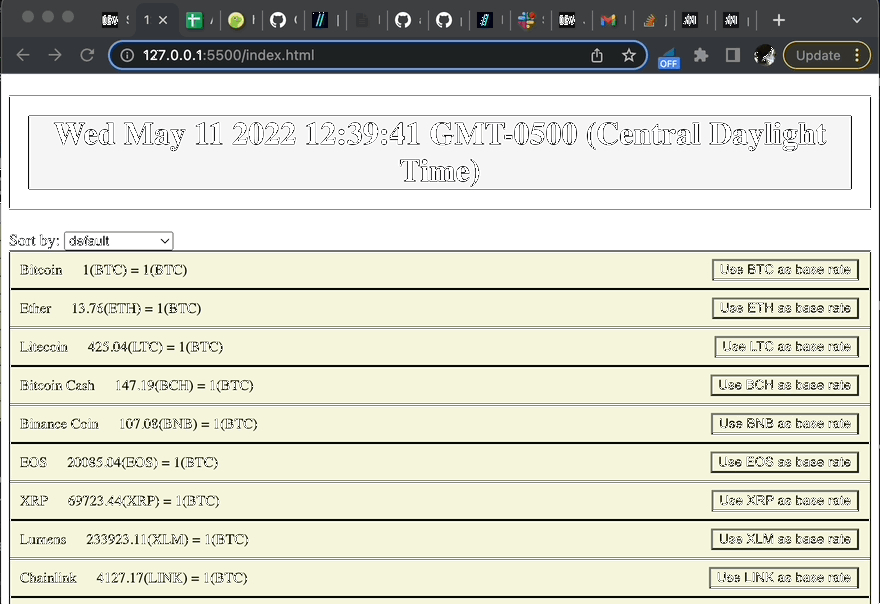 1
127.0.0.1:5500/index.html
OFF
Update
Wed May 11 2022 12:39:41 GMT-0500 (Central Daylight
Time)
Sort by: default
Bitcoin 1(BTC) = 1(BTC) Use BTC as base rate
Ether 13.76(ETH) = 1(BTC) Use ETH as base rate
Litecoin 425.04(LTC) = 1(BTC) Use LTC as base rate
Bitcoin Cash 147.19(BCH) = 1(BTC) Use BCH as base rate
Binance Coin 107.08(BNB) = 1(BTC) Use BNB as base rate
EOS 20085.04(EOS) = 1(BTC) Use EOS as base rate
XRP 69723.44(XRP) = 1(BTC) Use XRP as base rate
Lumens 233923.11(XLM) = 1(BTC) Use XLM as base rate
Chainlink 4127.17(LINK) = 1(BTC) Use LINK as base rate